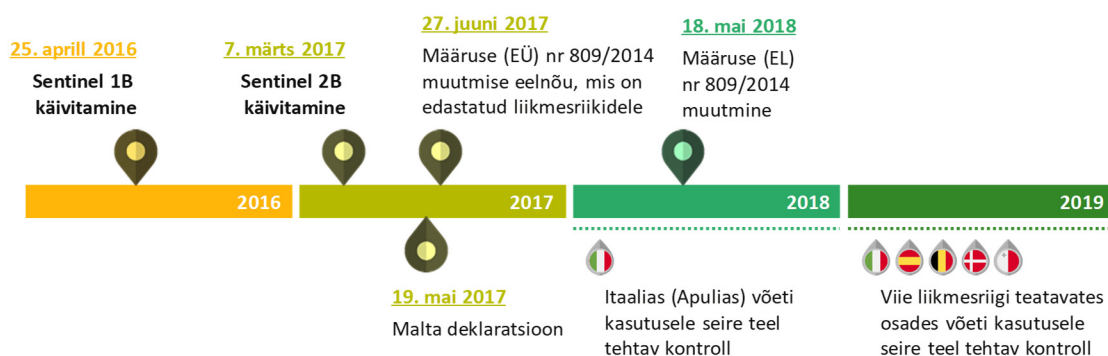 25. aprill 2016
Sentinel 1B
käivitamine
7. märts 2017
Sentinel 2B
käivitamine
27. juuni 2017
Määruse (EÜ) nr 809/2014
muutmise eelnõu, mis on
edastatud liikmesriikidele
18. mai 2018
Määruse (EL)
nr 809/2014
muutmine
2016
2017
2018
2019
19. mai 2017
Malta deklaratsioon
Itaalias (Apulias) võeti
kasutusele seire teel
tehtav kontroll
Viie liikmesriigi teatavates
osades võeti kasutusele
seire teel tehtav kontroll